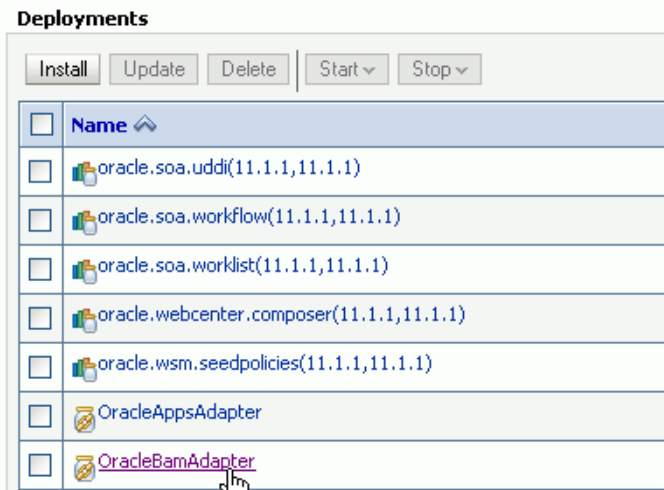 Deployments
Install Update Delete Start Stop
Name
oracle.soa.uddi(11.1.1,11.1.1)
oracle.soa.workflow(11.1.1,11.1.1)
oracle.soa.worklist(11.1.1,11.1.1)
oracle.webcenter.composer(11.1.1,11.1.1)
oracle.wsm.seedpolicies(11.1.1,11.1.1)
OracleAppsAdapter
OracleBamAdapter